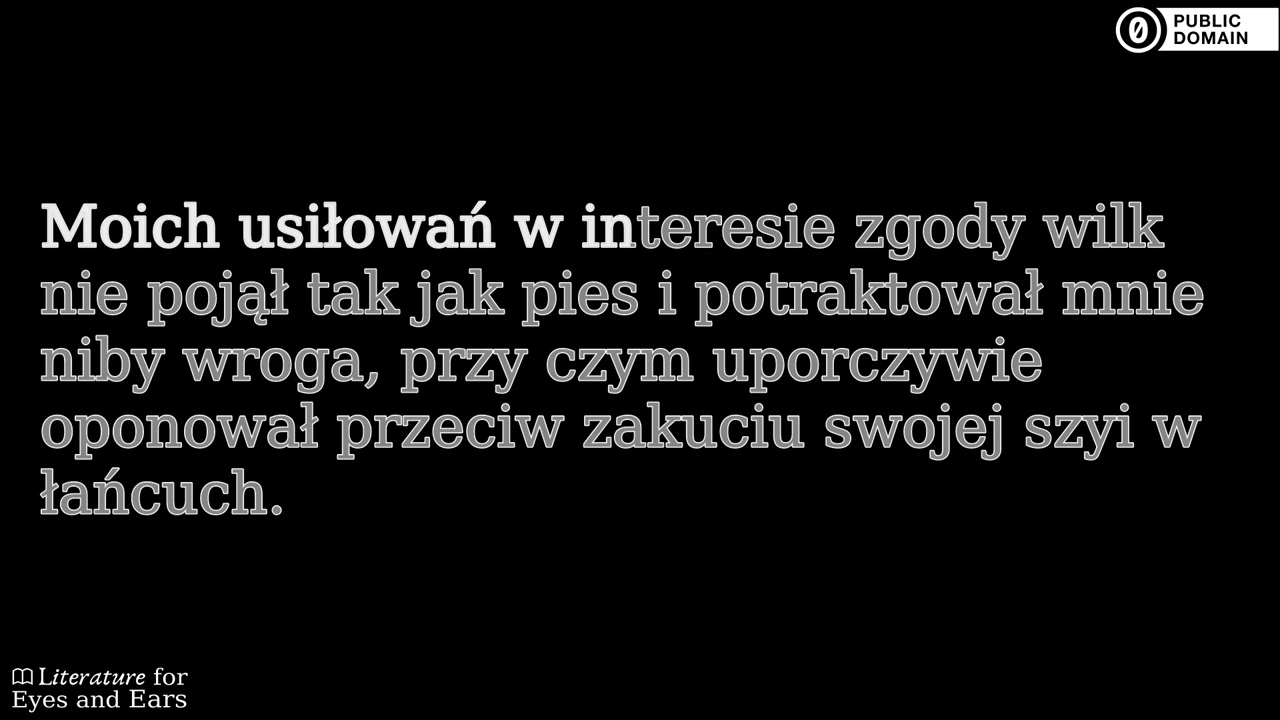 PUBLIC
DOMAIN
Moich usiłowań w interesie zgody wilk
nie pojął tak jak pies i potraktował mnie
niby wroga, przy czym uporczywie
oponował przeciw zakuciu swojej szyi w
łańcuch.
Literature for
Eyes and Ears